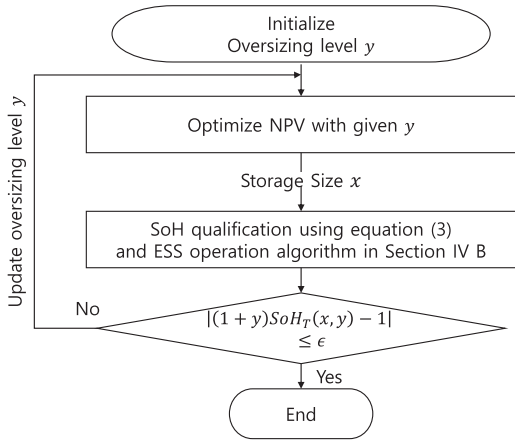 Initialize
Oversizing level y
Optimize NPV with given y
Storage Size x
SoH qualification using equation (3)
and ESS operation algorithm in Section IV B
|(1 + y)SoH_T(x, y) − 1|
≤ ϵ
No
Yes
End
Update oversizing level y